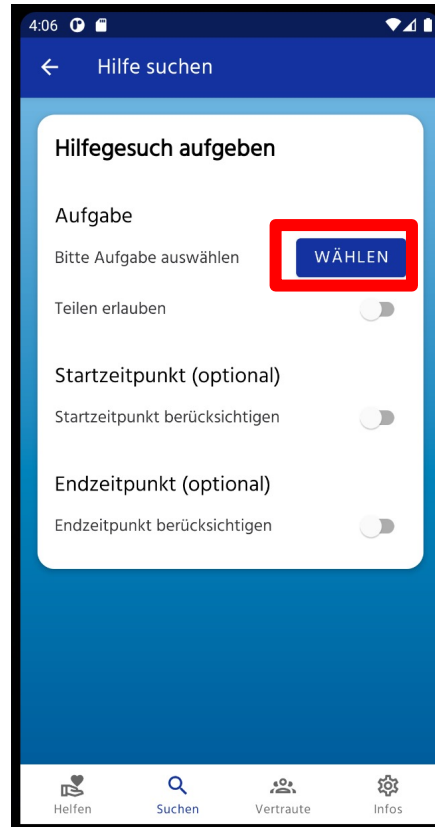 4:06
Hilfe suchen
Hilfegesuch aufgeben
Aufgabe
Bitte Aufgabe auswählen WÄHLEN
Teilen erlauben
Startzeitpunkt (optional)
Startzeitpunkt berücksichtigen
Endzeitpunkt (optional)
Endzeitpunkt berücksichtigen
Helfen Suchen Vertraute Infos